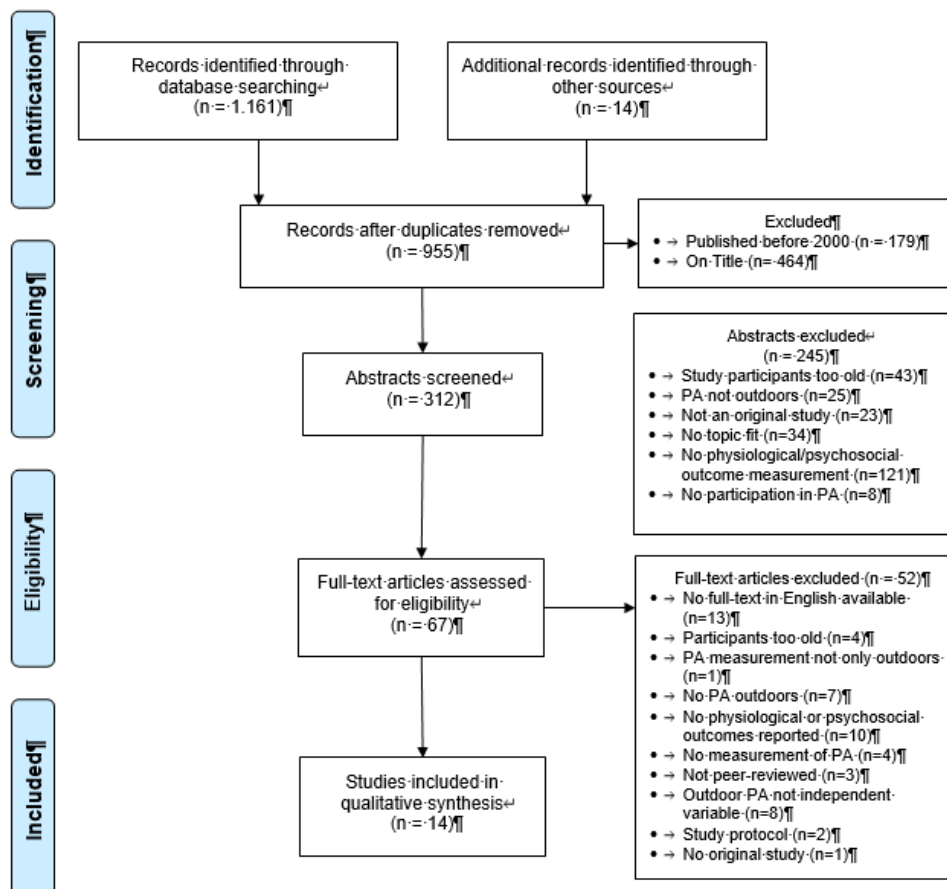 Identification¶
Records·identified·through·
database·searching↵
(n·=·1.161)¶
Additional·records·identified·through·
other·sources↵
(n·=·14)¶
Records·after·duplicates·removed↵
(n·=·955)¶
Excluded¶
• → Published·before·2000·(n·=·179)¶
• → On·Title·(n=·464)¶
Screening¶
Abstracts·screened↵
(n·=·312)¶
Abstracts·excluded↵
(n·=·245)¶
• → Study·participants·too·old·(n=43)¶
• → PA·not·outdoors·(n=25)¶
• → Not·an·original·study·(n=23)¶
• → No·topic·fit·(n=34)¶
• → No·physiological/psychosocial·
outcome·measurement·(n=121)¶
• → No·participation·in·PA·(n=8)¶
Eligibility¶
Full-text·articles·assessed·
for·eligibility↵
(n·=·67)¶
Full-text·articles·excluded·(n·=·52)¶
• → No·full-text·in·English·available·
(n=13)¶
• → Participants·too·old·(n=4)¶
• → PA·measurement·not·only·outdoors·
(n=1)¶
• → No·PA·outdoors·(n=7)¶
• → No·physiological·or·psychosocial·
outcomes·reported·(n=10)¶
• → No·measurement·of·PA·(n=4)¶
• → Not·peer-reviewed·(n=3)¶
• → Outdoor·PA·not·independent·
variable·(n=8)¶
• → Study·protocol·(n=2)¶
• → No·original·study·(n=1)¶
Included¶
Studies·included·in·
qualitative·synthesis↵
(n·=·14)¶